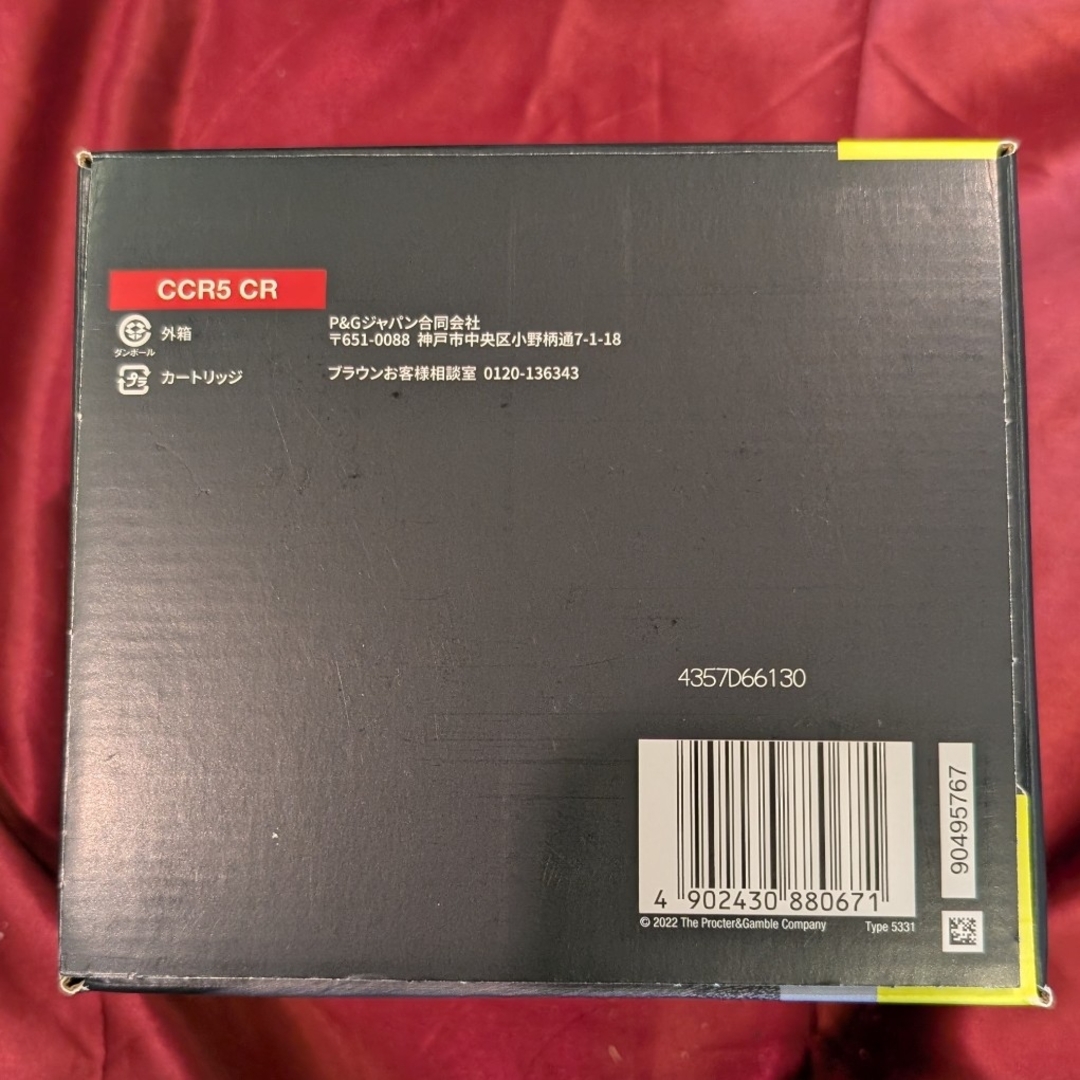 CCR5 CR
外箱
ダンボール
プラ
カートリッジ
P&Gジャパン合同会社
〒651-0088 神戸市中央区小野柄通7-1-18
ブラウンお客様相談室 0120-136343
4357D66130
4 902430 880671
© 2022 The Procter&Gamble Company
Type 5331
90495767